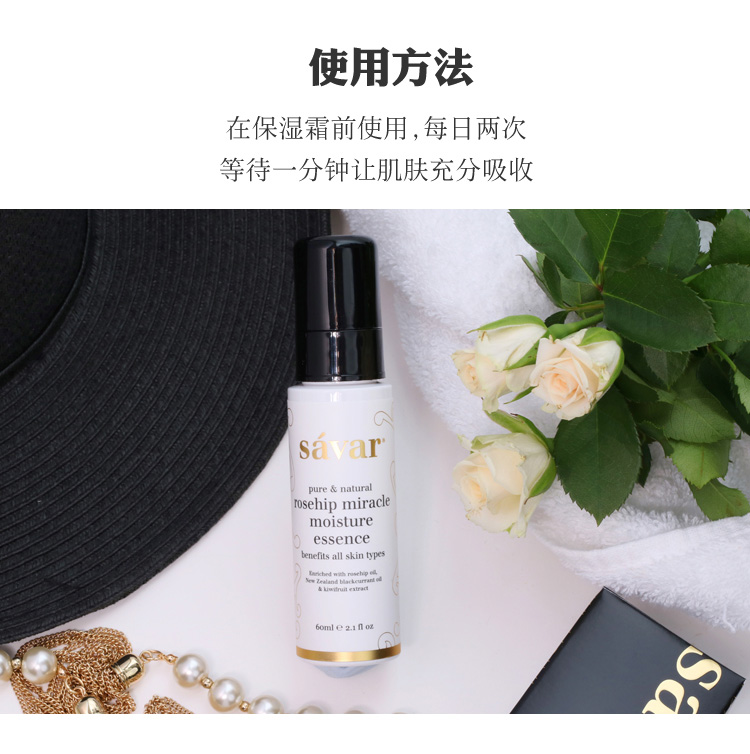 使用方法
在保湿霜前使用,每日两次
等待一分钟让肌肤充分吸收
sávar®
pure & natural
rosehip miracle
moisture
essence
benefits all skin types
Enriched with rosehip oil,
New Zealand blackcurrant oil
& kiwifruit extract
60ml e 2.1 fl oz
sa